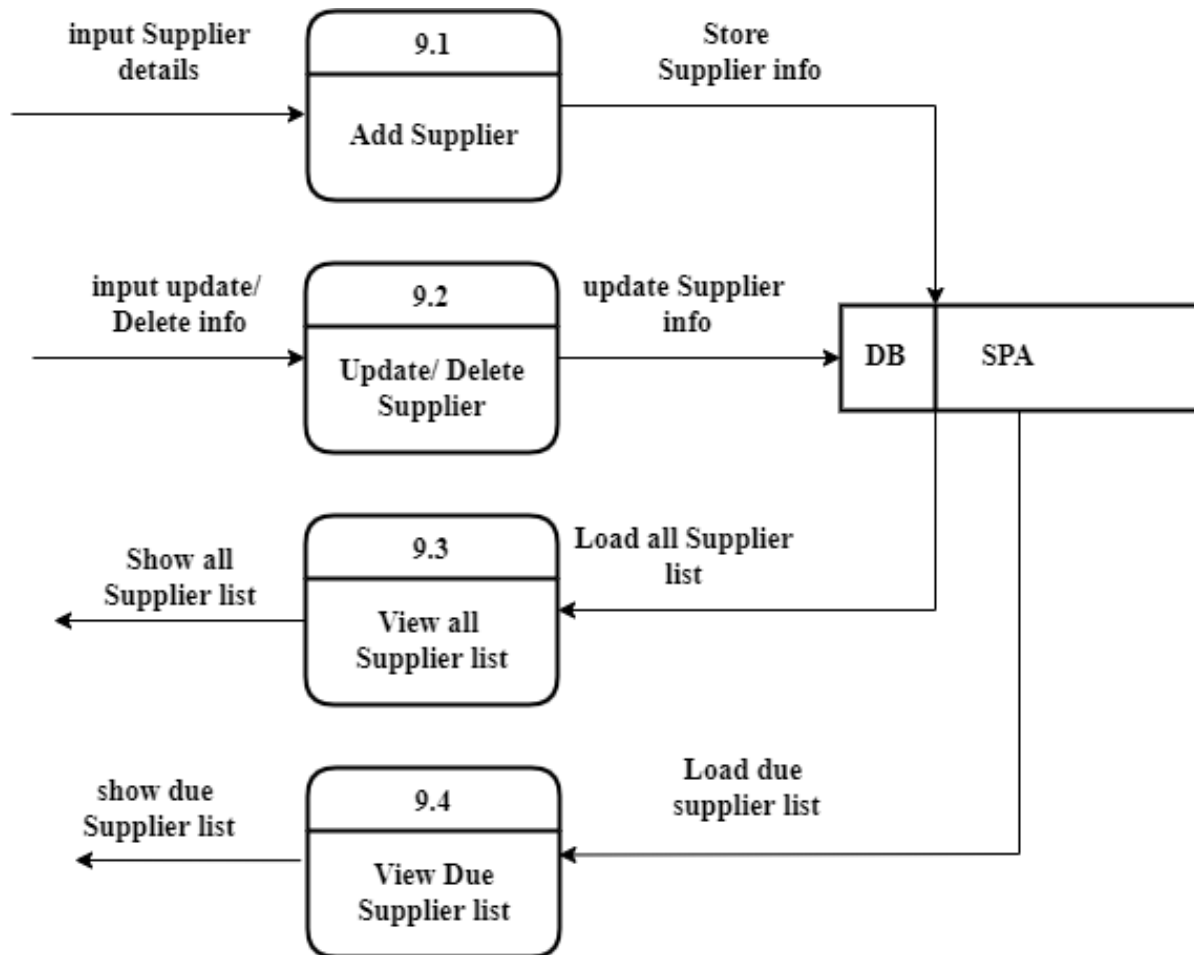 input Supplier
details
9.1
Add Supplier
Store
Supplier info
input update/
Delete info
9.2
Update/ Delete
Supplier
update Supplier
info
DB
SPA
Show all
Supplier list
9.3
View all
Supplier list
Load all Supplier
list
show due
Supplier list
9.4
View Due
Supplier list
Load due
supplier list